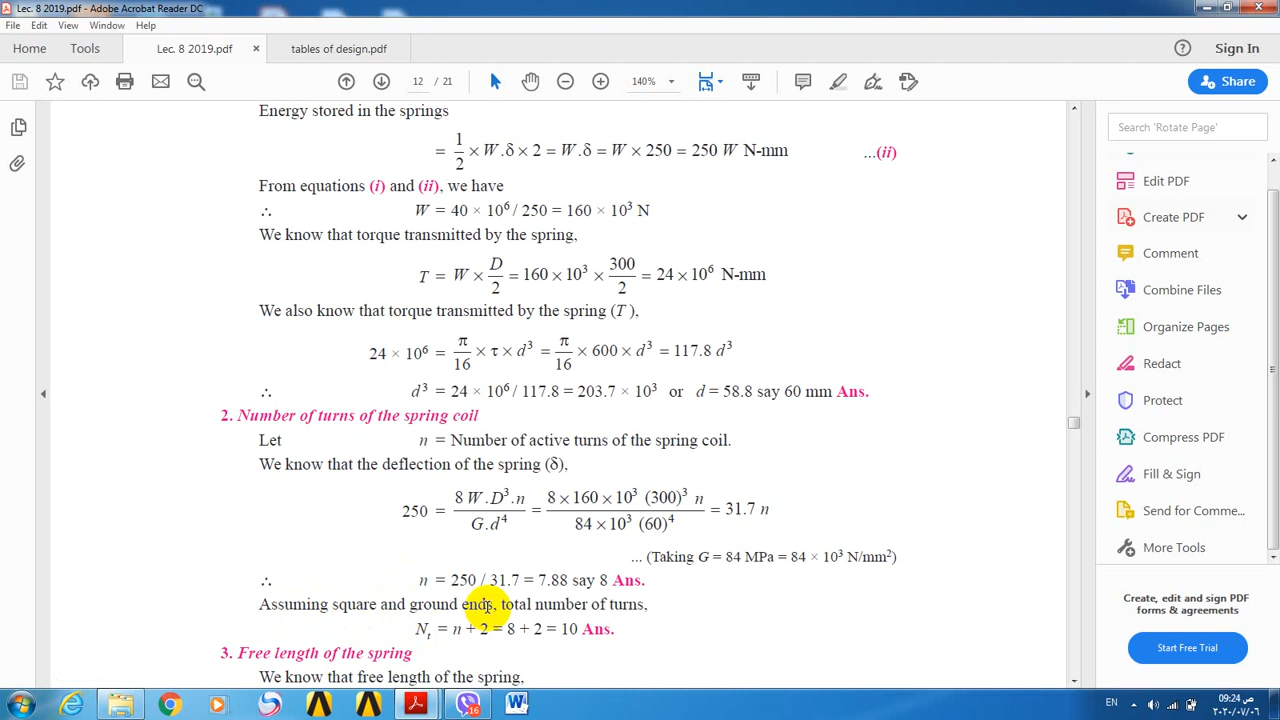 Lec. 8 2019.pdf - Adobe Acrobat Reader DC
File Edit View Window Help
Home Tools Lec. 8 2019.pdf × tables of design.pdf Sign In
12 / 21 140% Share
Energy stored in the springs
= 1/2 × W.δ × 2 = W.δ = W × 250 = 250 W N-mm ...(ii)
From equations (i) and (ii), we have
∴ W = 40 × 10⁶ / 250 = 160 × 10³ N
We know that torque transmitted by the spring,
T = W × D/2 = 160 × 10³ × 300/2 = 24 × 10⁶ N-mm
We also know that torque transmitted by the spring (T ),
24 × 10⁶ = π/16 × τ × d³ = π/16 × 600 × d³ = 117.8 d³
∴ d³ = 24 × 10⁶ / 117.8 = 203.7 × 10³ or d = 58.8 say 60 mm Ans.
2. Number of turns of the spring coil
Let n = Number of active turns of the spring coil.
We know that the deflection of the spring (δ),
250 = 8 W.D³.n / G.d⁴ = 8 × 160 × 10³ (300)³ n / 84 × 10³ (60)⁴ = 31.7 n
... (Taking G = 84 MPa = 84 × 10³ N/mm²)
∴ n = 250 / 31.7 = 7.88 say 8 Ans.
Assuming square and ground ends, total number of turns,
Nt = n + 2 = 8 + 2 = 10 Ans.
3. Free length of the spring
We know that free length of the spring,
Search 'Rotate Page'
Edit PDF
Create PDF
Comment
Combine Files
Organize Pages
Redact
Protect
Compress PDF
Fill & Sign
Send for Comme...
More Tools
Create, edit and sign PDF
forms & agreements
Start Free Trial
16
EN
09:24 ص
٢٠٢٠/٠٧/٠٦